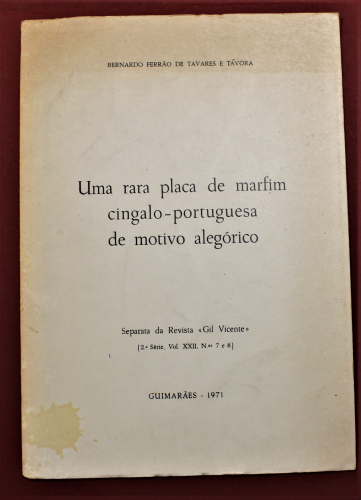 BERNARDO FERRÃO DE TAVARES E TÁVORA
Uma rara placa de marfim
cingalo-portuguesa
de motivo alegórico
Separata da Revista «Gil Vicente»
[2.ª Série, Vol. XXII, N.os 7 e 8]
GUIMARÃES - 1971